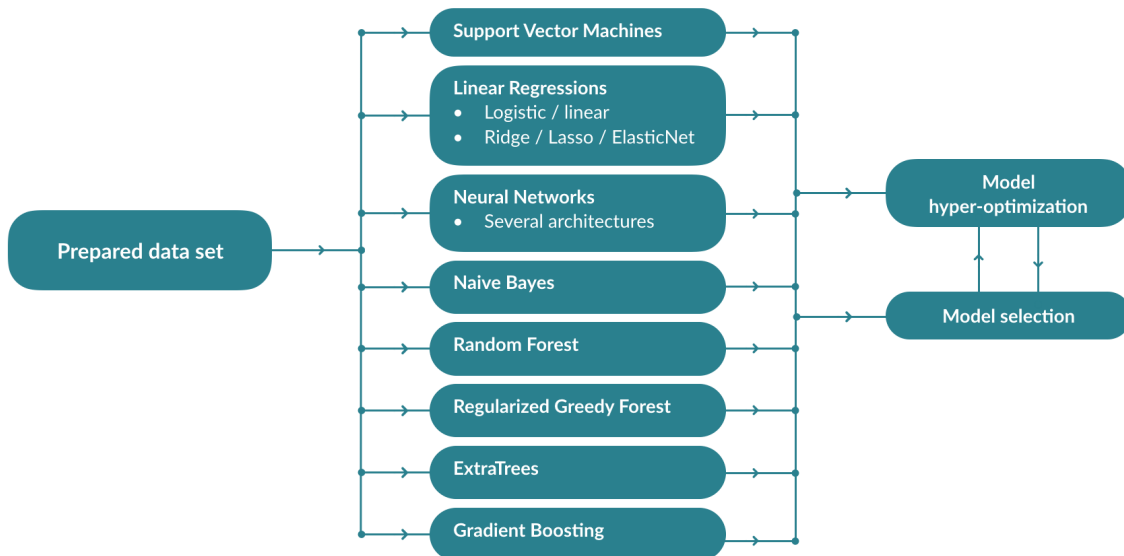 Prepared data set
Support Vector Machines
Linear Regressions
• Logistic / linear
• Ridge / Lasso / ElasticNet
Neural Networks
• Several architectures
Naive Bayes
Random Forest
Regularized Greedy Forest
ExtraTrees
Gradient Boosting
Model
hyper-optimization
Model selection